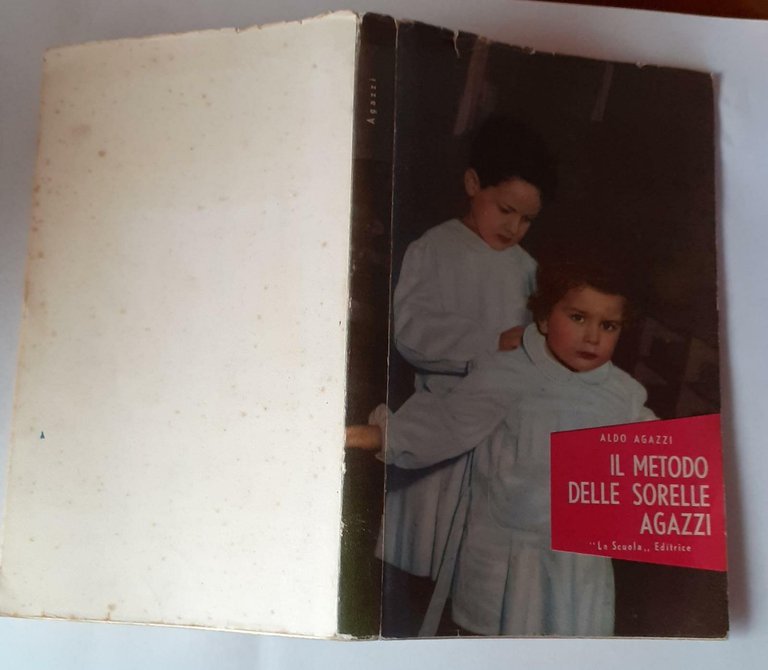 Agazzi
ALDO AGAZZI
IL METODO
DELLE SORELLE
AGAZZI
"La Scuola„ Editrice